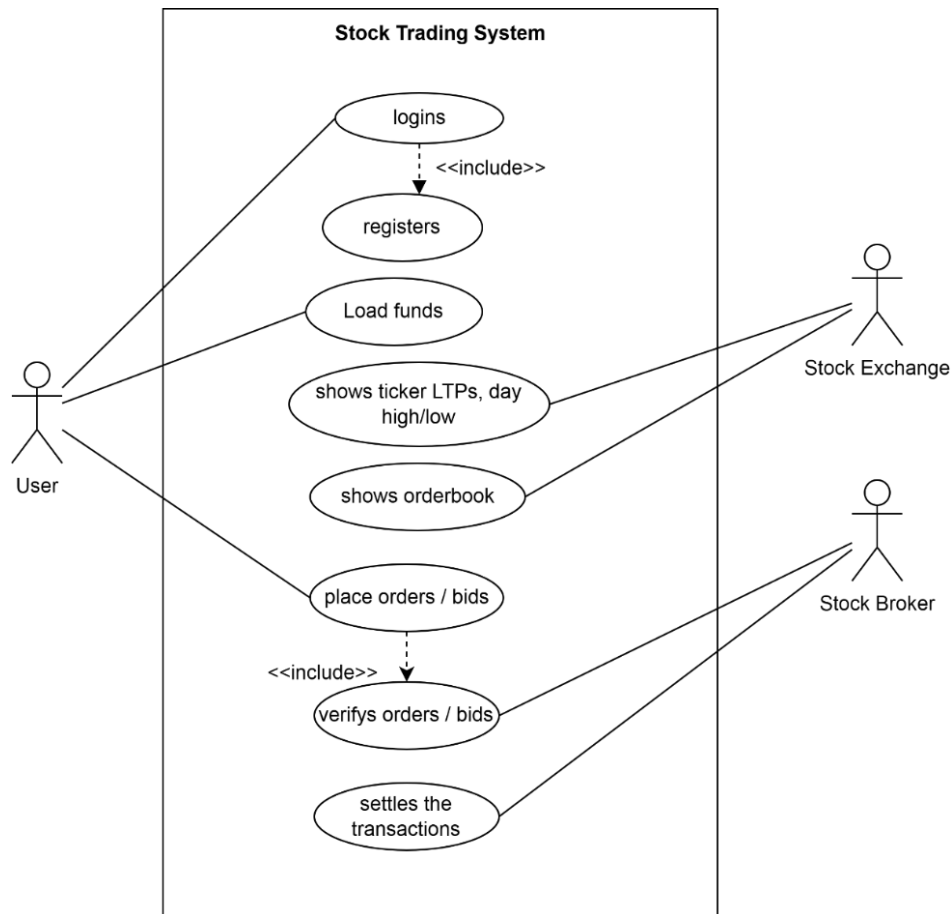 Stock Trading System
logins
<<include>>
registers
Load funds
shows ticker LTPs, day
high/low
Stock Exchange
User
shows orderbook
place orders / bids
Stock Broker
<<include>>
verifys orders / bids
settles the
transactions